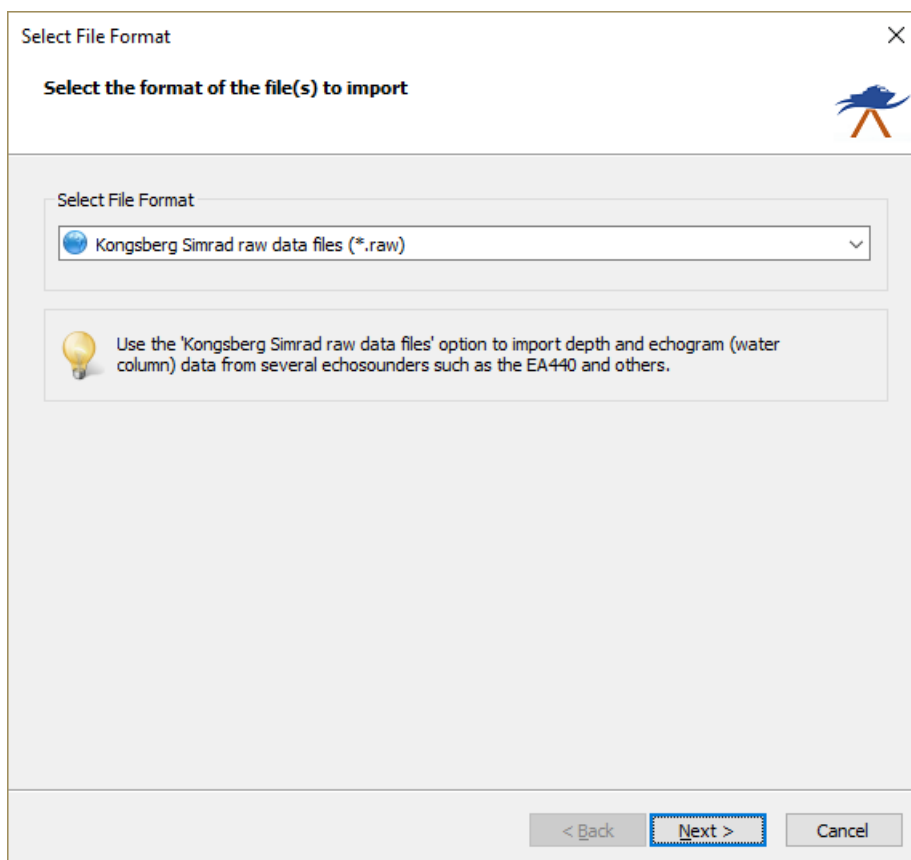 Select File Format
Select the format of the file(s) to import
Select File Format
Kongsberg Simrad raw data files (*.raw)
Use the 'Kongsberg Simrad raw data files' option to import depth and echogram (water
column) data from several echosounders such as the EA440 and others.
< Back Next > Cancel